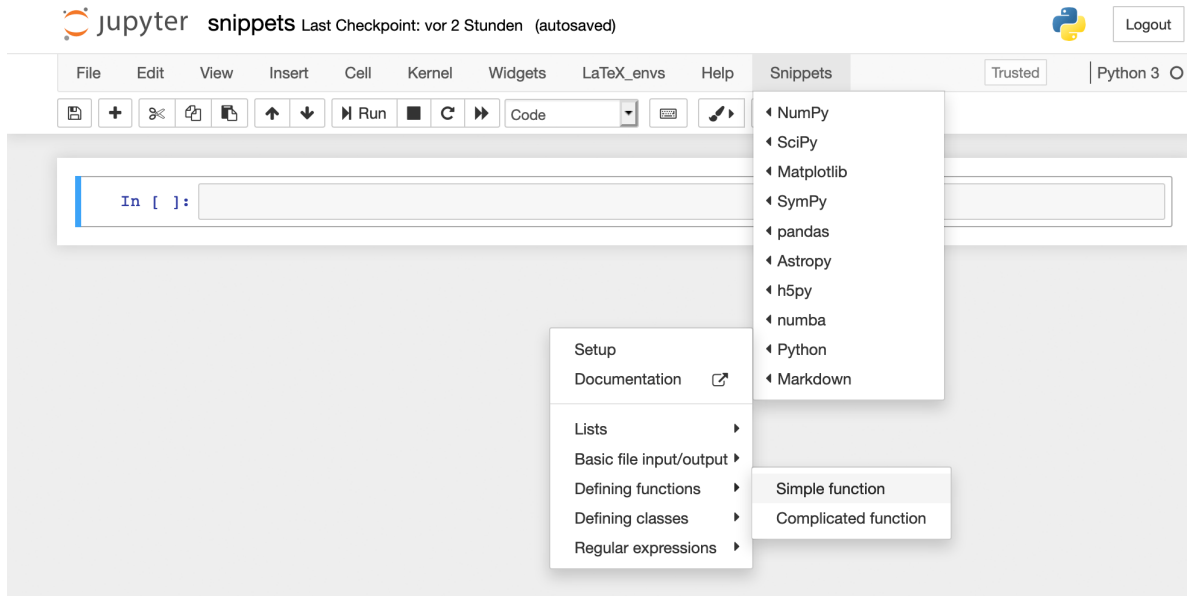 jupyter snippets Last Checkpoint: vor 2 Stunden (autosaved) Logout
File Edit View Insert Cell Kernel Widgets LaTeX_envs Help Snippets Trusted Python 3
Run Code
In [ ]:
NumPy
SciPy
Matplotlib
SymPy
pandas
Astropy
h5py
numba
Python
Markdown
Setup
Documentation
Lists
Basic file input/output
Defining functions
Defining classes
Regular expressions
Simple function
Complicated function